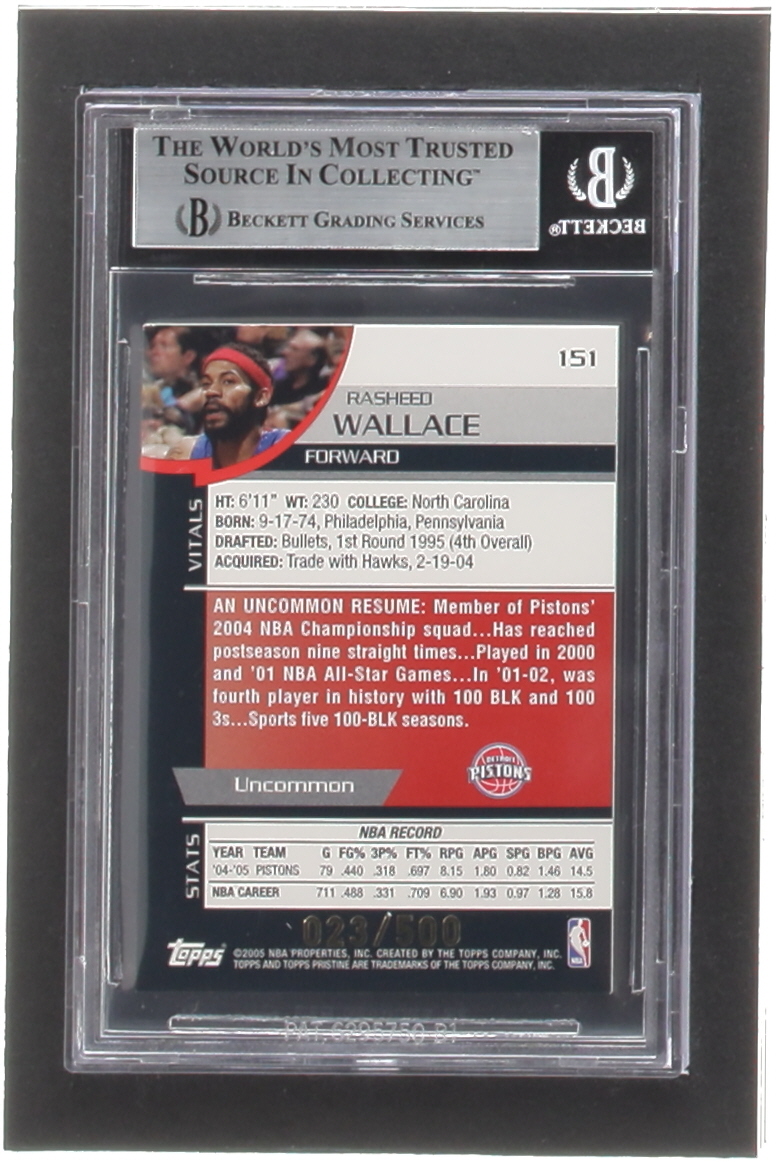 THE WORLD'S MOST TRUSTED
SOURCE IN COLLECTING™
B BECKETT GRADING SERVICES
B
BECKETT®
151
RASHEED
WALLACE
FORWARD
VITALS
HT: 6'11" WT: 230 COLLEGE: North Carolina
BORN: 9-17-74, Philadelphia, Pennsylvania
DRAFTED: Bullets, 1st Round 1995 (4th Overall)
ACQUIRED: Trade with Hawks, 2-19-04
AN UNCOMMON RESUME: Member of Pistons'
2004 NBA Championship squad...Has reached
postseason nine straight times...Played in 2000
and '01 NBA All-Star Games...In '01-02, was
fourth player in history with 100 BLK and 100
3s...Sports five 100-BLK seasons.
DETROIT
PISTONS
Uncommon
STATS
NBA RECORD
YEAR TEAM G FG% 3P% FT% RPG APG SPG BPG AVG
'04-'05 PISTONS 79 .440 .318 .697 8.15 1.80 0.82 1.46 14.5
NBA CAREER 711 .488 .331 .709 6.90 1.93 0.97 1.28 15.8
023/500
Topps
©2005 NBA PROPERTIES, INC. CREATED BY THE TOPPS COMPANY, INC.
TOPPS AND TOPPS PRISTINE ARE TRADEMARKS OF THE TOPPS COMPANY, INC.
NBA
PAT. 6295750 B1